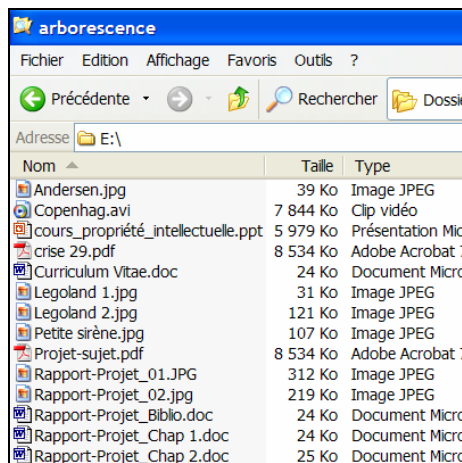 arborescence
Fichier Edition Affichage Favoris Outils ?
Précédente Rechercher Dossie
Adresse E:\
Nom Taille Type
Andersen.jpg 39 Ko Image JPEG
Copenhag.avi 7 844 Ko Clip vidéo
cours_propriété_intellectuelle.ppt 5 979 Ko Présentation Mic
crise 29.pdf 8 534 Ko Adobe Acrobat 7
Curriculum Vitae.doc 24 Ko Document Micro
Legoland 1.jpg 31 Ko Image JPEG
Legoland 2.jpg 121 Ko Image JPEG
Petite sirène.jpg 107 Ko Image JPEG
Projet-sujet.pdf 8 534 Ko Adobe Acrobat 7
Rapport-Projet_01.JPG 312 Ko Image JPEG
Rapport-Projet_02.jpg 219 Ko Image JPEG
Rapport-Projet_Biblio.doc 24 Ko Document Micro
Rapport-Projet_Chap 1.doc 24 Ko Document Micro
Rapport-Projet_Chap 2.doc 25 Ko Document Micro